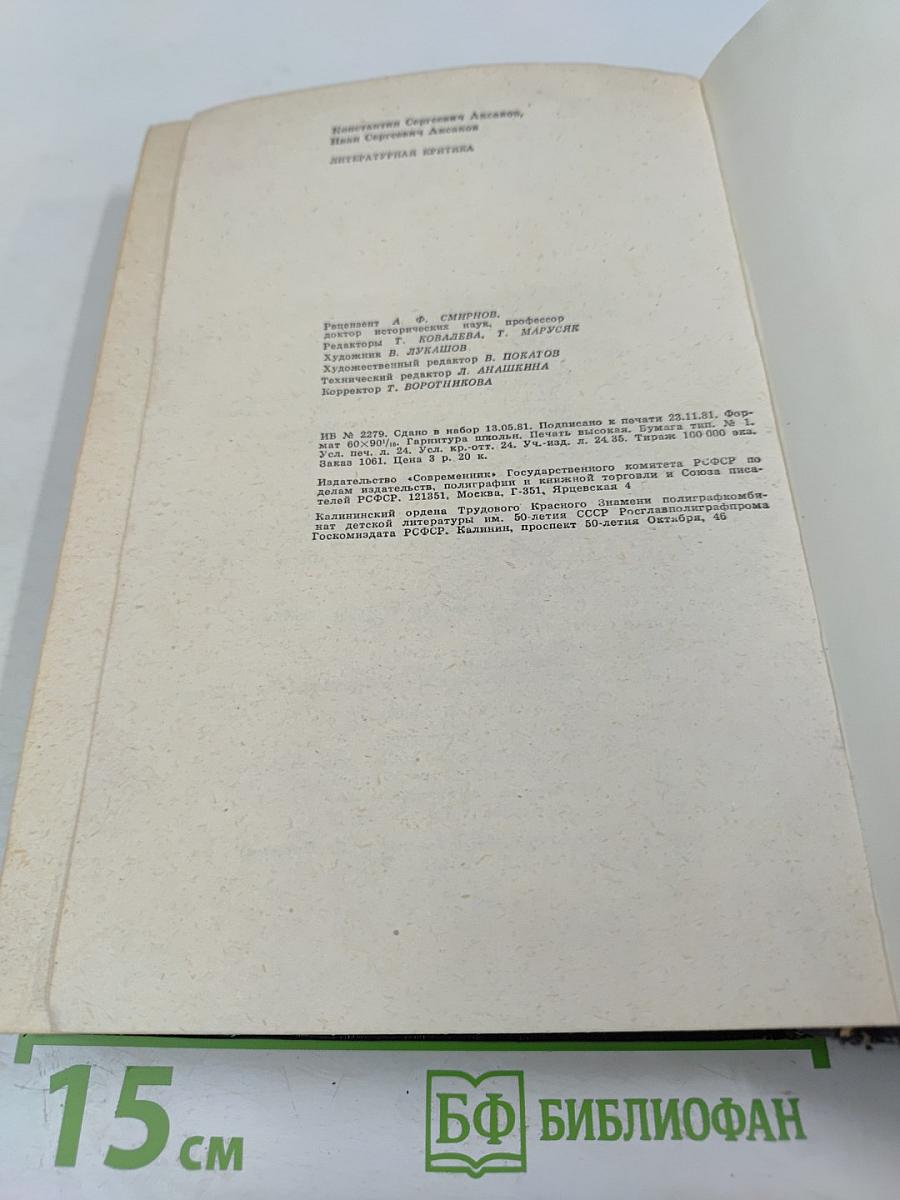 Константин Сергеевич Аксаков,
Иван Сергеевич Аксаков
ЛИТЕРАТУРНАЯ КРИТИКА
Рецензент А. Ф. СМИРНОВ,
доктор исторических наук, профессор
Редакторы Т. КОВАЛЕВА, Т. МАРУСЯК
Художник В. ЛУКАШОВ
Художественный редактор В. ПОКАТОВ
Технический редактор Л. АНАШКИНА
Корректор Т. ВОРОТНИКОВА
ИБ № 2279. Сдано в набор 13.05.81. Подписано к печати 23.11.81. Фор-
мат 60×90¹/₁₆. Гарнитура школьн. Печать высокая. Бумага тип. № 1.
Усл. печ. л. 24. Усл. кр.-отт. 24. Уч.-изд. л. 24.35. Тираж 100 000 экз.
Заказ 1061. Цена 3 р. 20 к.
Издательство «Современник» Государственного комитета РСФСР по
делам издательств, полиграфии и книжной торговли и Союза писа-
телей РСФСР. 121351, Москва, Г-351, Ярцевская 4
Калининский ордена Трудового Красного Знамени полиграфкомби-
нат детской литературы им. 50-летия СССР Росглавполиграфпрома
Госкомиздата РСФСР. Калинин, проспект 50-летия Октября, 46
15 см
БФ БИБЛИОФАН